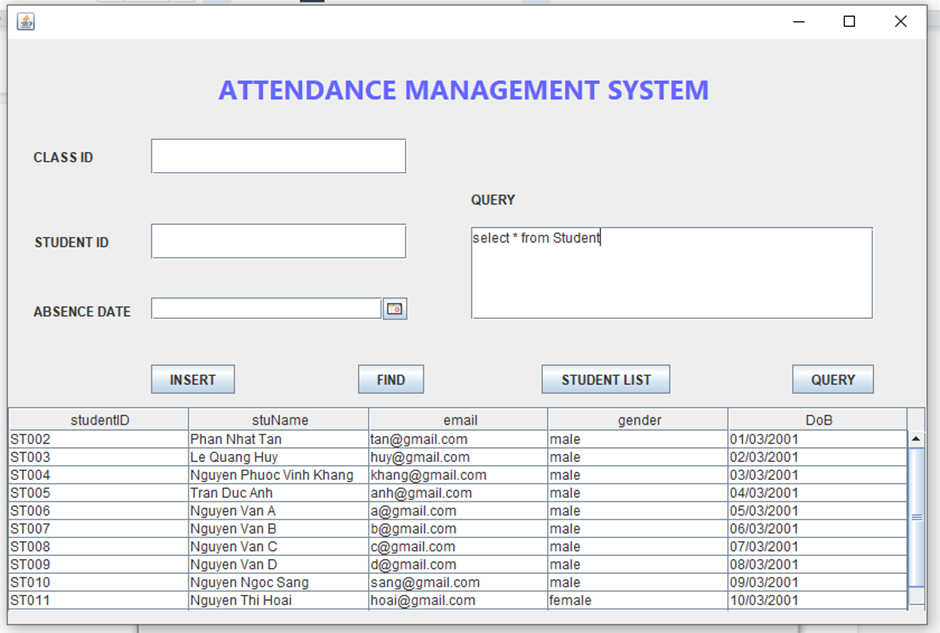 ATTENDANCE MANAGEMENT SYSTEM
CLASS ID
QUERY
select * from Student
STUDENT ID
ABSENCE DATE
INSERT FIND STUDENT LIST QUERY
studentID stuName email gender DoB
ST002 Phan Nhat Tan tan@gmail.com male 01/03/2001
ST003 Le Quang Huy huy@gmail.com male 02/03/2001
ST004 Nguyen Phuoc Vinh Khang khang@gmail.com male 03/03/2001
ST005 Tran Duc Anh anh@gmail.com male 04/03/2001
ST006 Nguyen Van A a@gmail.com male 05/03/2001
ST007 Nguyen Van B b@gmail.com male 06/03/2001
ST008 Nguyen Van C c@gmail.com male 07/03/2001
ST009 Nguyen Van D d@gmail.com male 08/03/2001
ST010 Nguyen Ngoc Sang sang@gmail.com male 09/03/2001
ST011 Nguyen Thi Hoai hoai@gmail.com female 10/03/2001